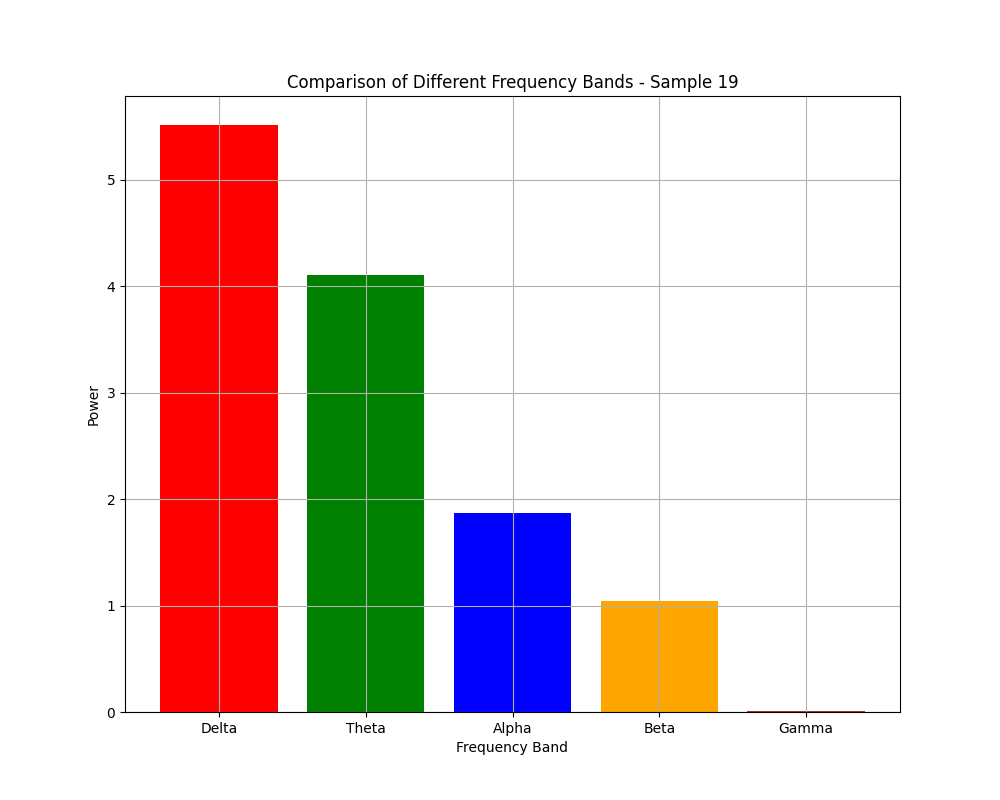 Comparison of Different Frequency Bands - Sample 19
Power
5
4
3
2
1
0
Delta Theta Alpha Beta Gamma
Frequency Band